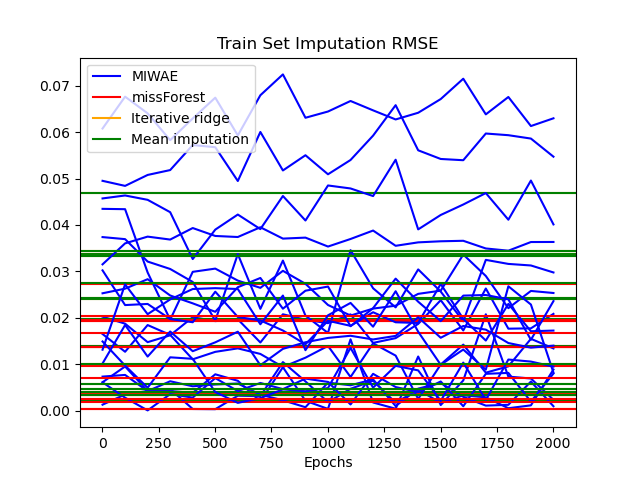 Train Set Imputation RMSE
MIWAE
missForest
Iterative ridge
Mean imputation
0.07
0.06
0.05
0.04
0.03
0.02
0.01
0.00
0 250 500 750 1000 1250 1500 1750 2000
Epochs